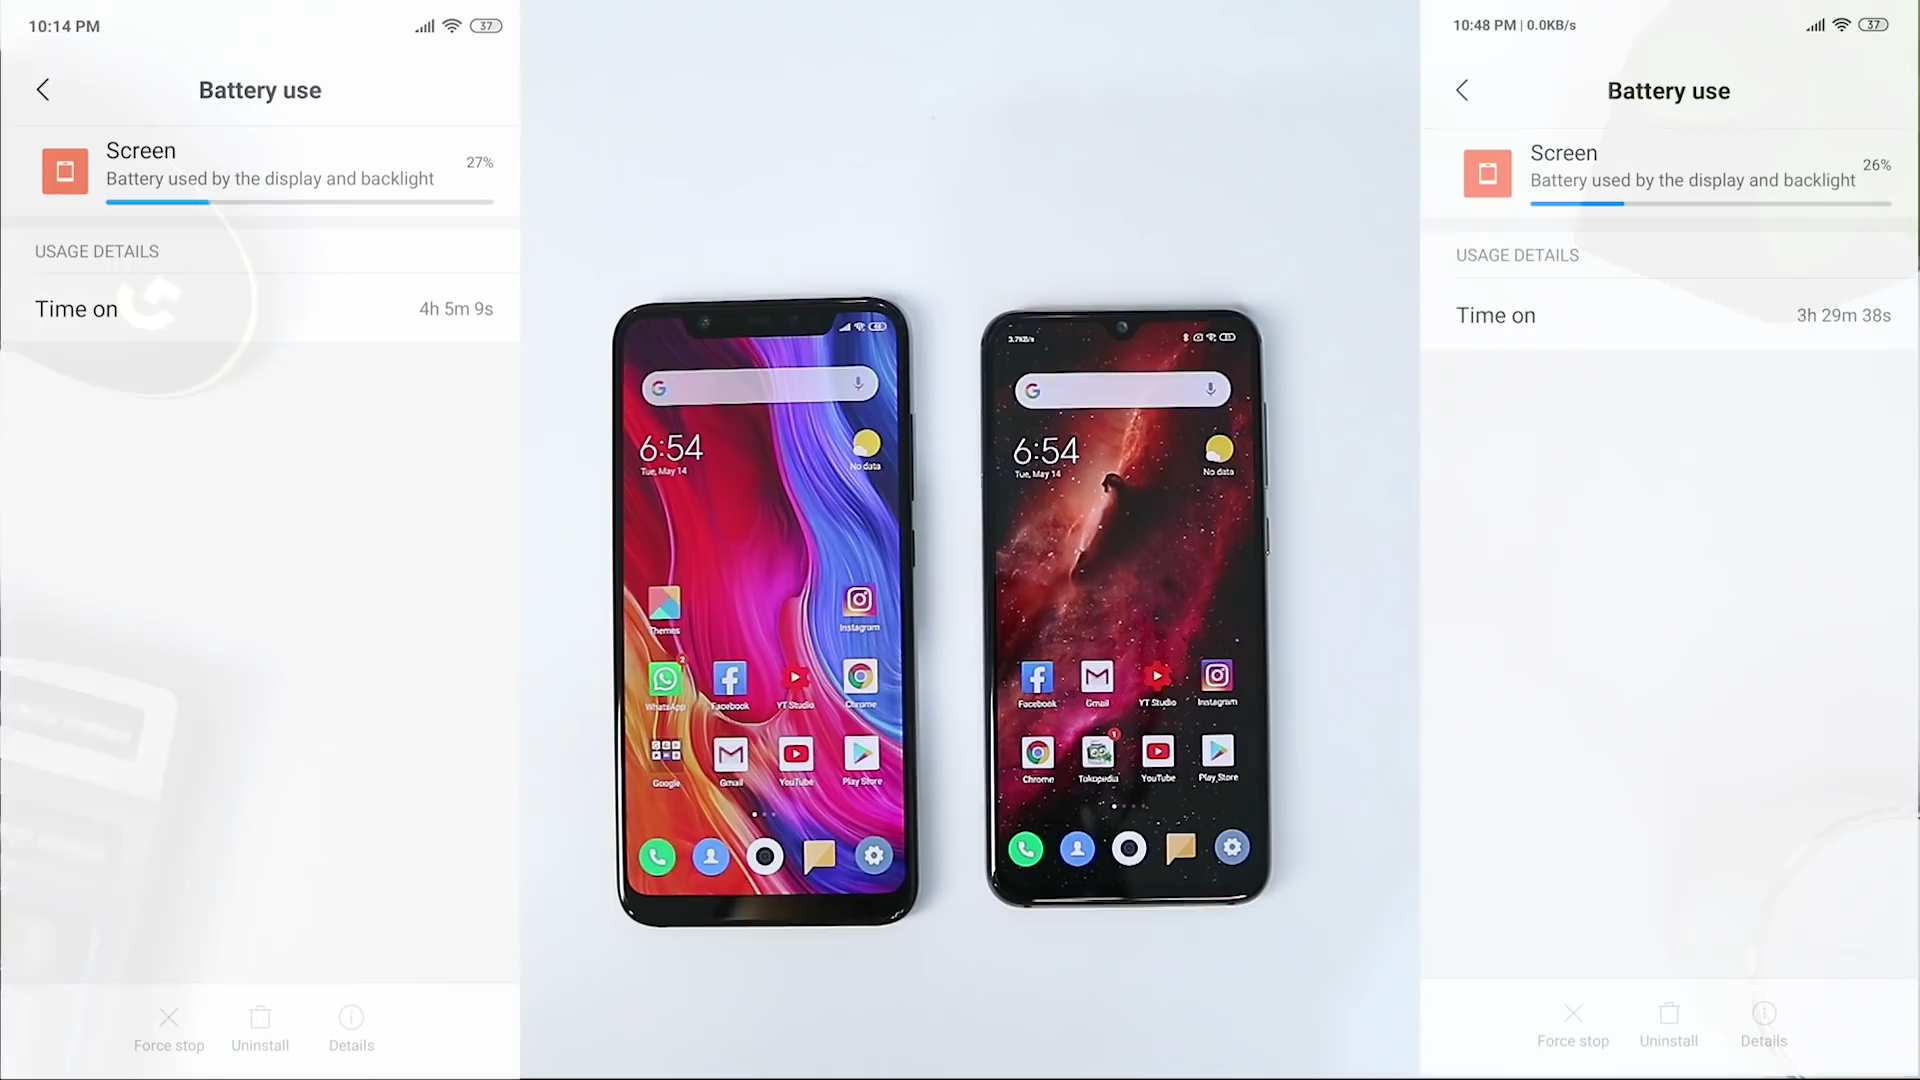 10:14 PM
37
Battery use
Screen
27%
Battery used by the display and backlight
USAGE DETAILS
Time on
4h 5m 9s
Force stop
Uninstall
Details
6:54
Tue, May 14
No data
Themes
Instagram
2
WhatsApp
Facebook
YT Studio
Chrome
Google
Gmail
YouTube
Play Store
3.7KB/s
6:54
Tue, May 14
No data
Facebook
Gmail
YT Studio
Instagram
1
Chrome
Tokopedia
YouTube
Play Store
10:48 PM | 0.0KB/s
37
Battery use
Screen
26%
Battery used by the display and backlight
USAGE DETAILS
Time on
3h 29m 38s
Force stop
Uninstall
Details